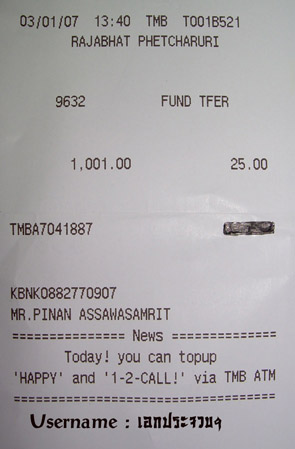 03/01/07 13:40 TMB T001B521
RAJABHAT PHETCHARURI
9632 FUND TFER
1,001.00 25.00
TMBA7041887
KBNK0882770907
MR.PINAN ASSAWASAMRIT
================ News ===============
Today! you can topup
'HAPPY' and '1-2-CALL!' via TMB ATM
=====================================
Username : เอกประจวบฯ